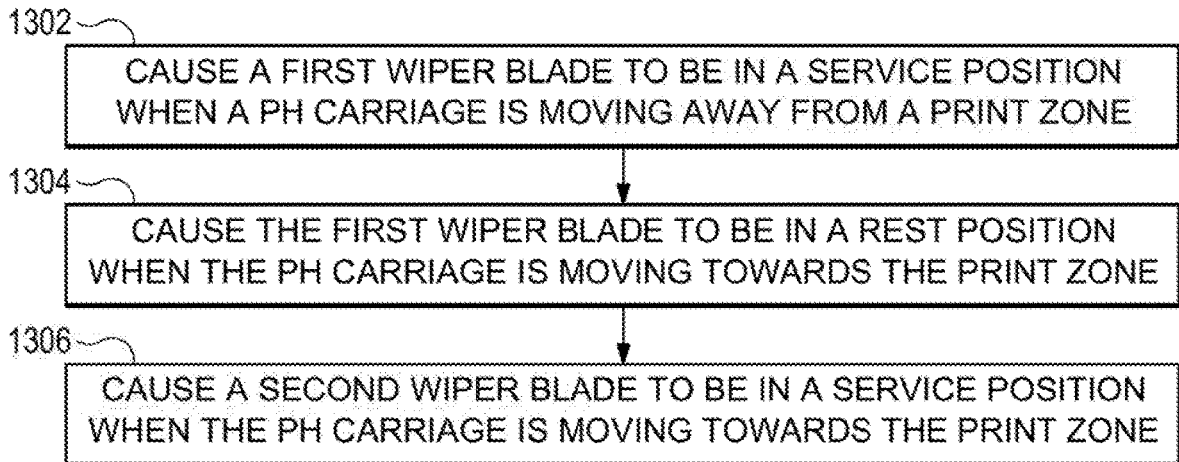 1302
CAUSE A FIRST WIPER BLADE TO BE IN A SERVICE POSITION
WHEN A PH CARRIAGE IS MOVING AWAY FROM A PRINT ZONE
1304
CAUSE THE FIRST WIPER BLADE TO BE IN A REST POSITION
WHEN THE PH CARRIAGE IS MOVING TOWARDS THE PRINT ZONE
1306
CAUSE A SECOND WIPER BLADE TO BE IN A SERVICE POSITION
WHEN THE PH CARRIAGE IS MOVING TOWARDS THE PRINT ZONE